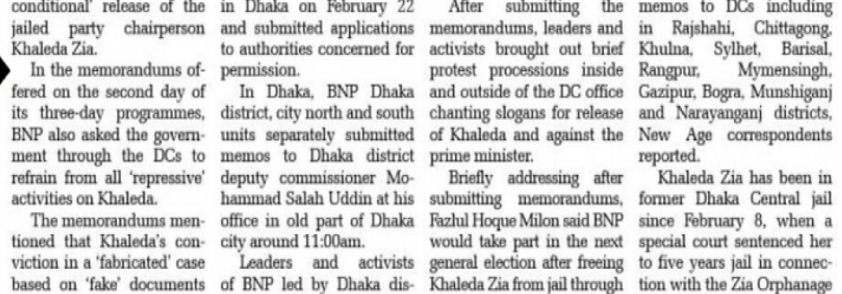 conditional' release of the
jailed party chairperson
Khaleda Zia.
In the memorandums of-
fered on the second day of
its three-day programmes,
BNP also asked the govern-
ment through the DCs to
refrain from all 'repressive'
activities on Khaleda.
The memorandums men-
tioned that Khaleda's con-
viction in a 'fabricated' case
based on 'fake' documents
in Dhaka on February 22
and submitted applications
to authorities concerned for
permission.
In Dhaka, BNP Dhaka
district, city north and south
units separately submitted
memos to Dhaka district
deputy commissioner Mo-
hammad Salah Uddin at his
office in old part of Dhaka
city around 11:00am.
Leaders and activists
of BNP led by Dhaka dis-
After submitting the
memorandums, leaders and
activists brought out brief
protest processions inside
and outside of the DC office
chanting slogans for release
of Khaleda and against the
prime minister.
Briefly addressing after
submitting memorandums,
Fazlul Hoque Milon said BNP
would take part in the next
general election after freeing
Khaleda Zia from jail through
memos to DCs including
in Rajshahi, Chittagong,
Khulna, Sylhet, Barisal,
Rangpur, Mymensingh,
Gazipur, Bogra, Munshiganj
and Narayanganj districts,
New Age correspondents
reported.
Khaleda Zia has been in
former Dhaka Central jail
since February 8, when a
special court sentenced her
to five years jail in connec-
tion with the Zia Orphanage